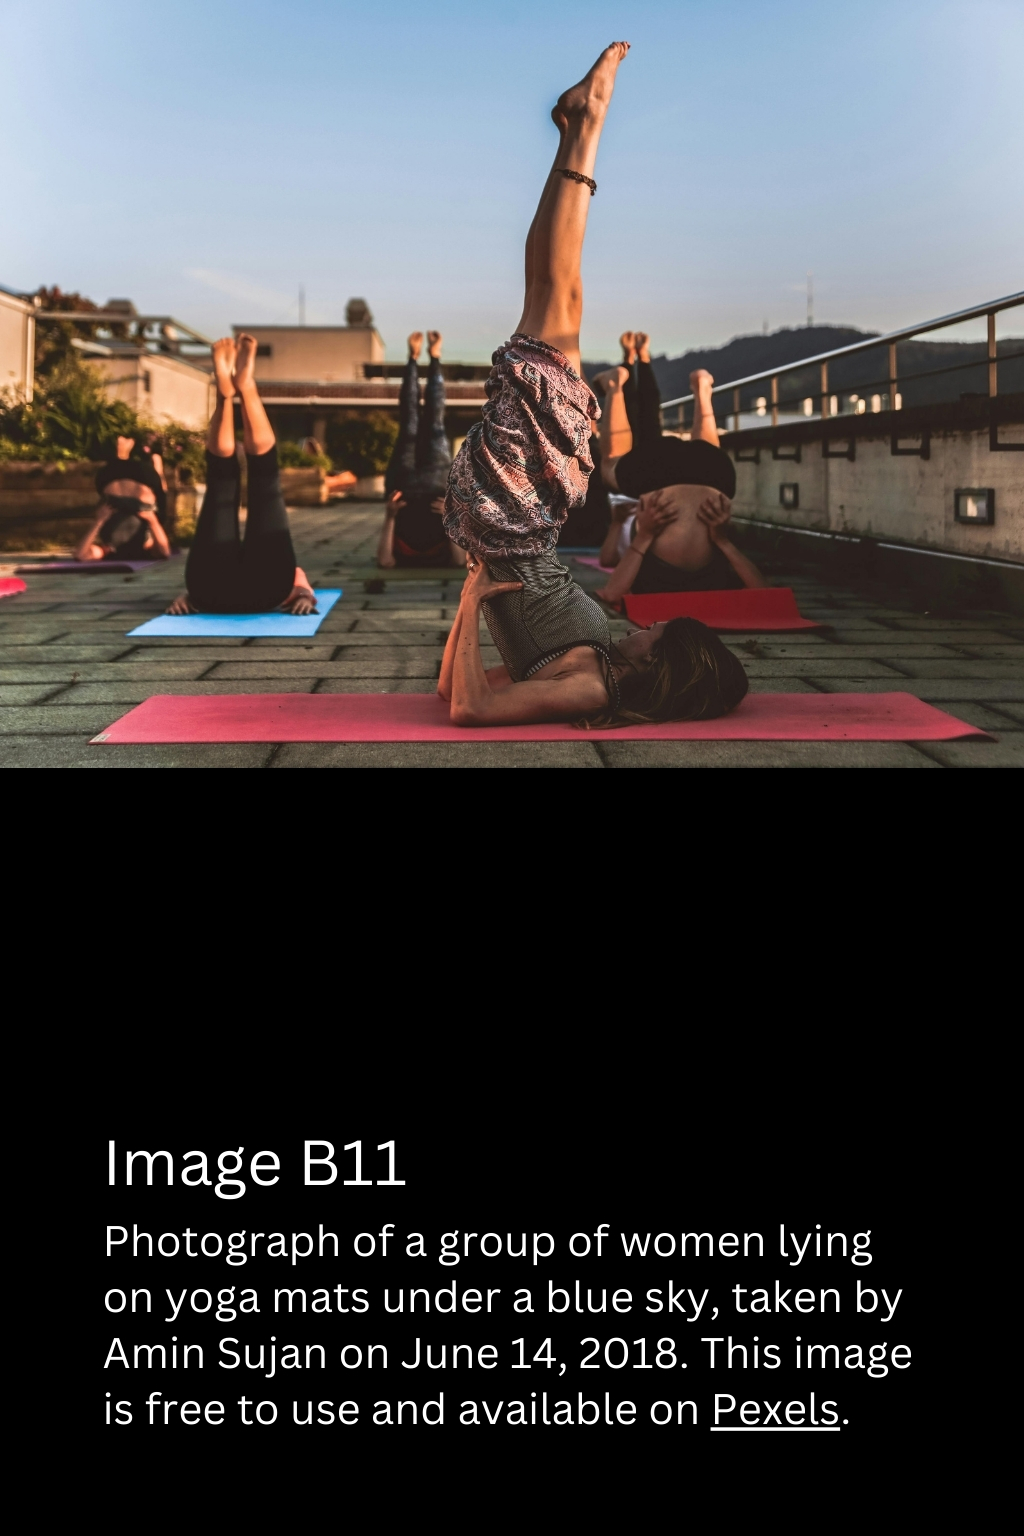 Image B11
Photograph of a group of women lying
on yoga mats under a blue sky, taken by
Amin Sujan on June 14, 2018. This image
is free to use and available on Pexels.